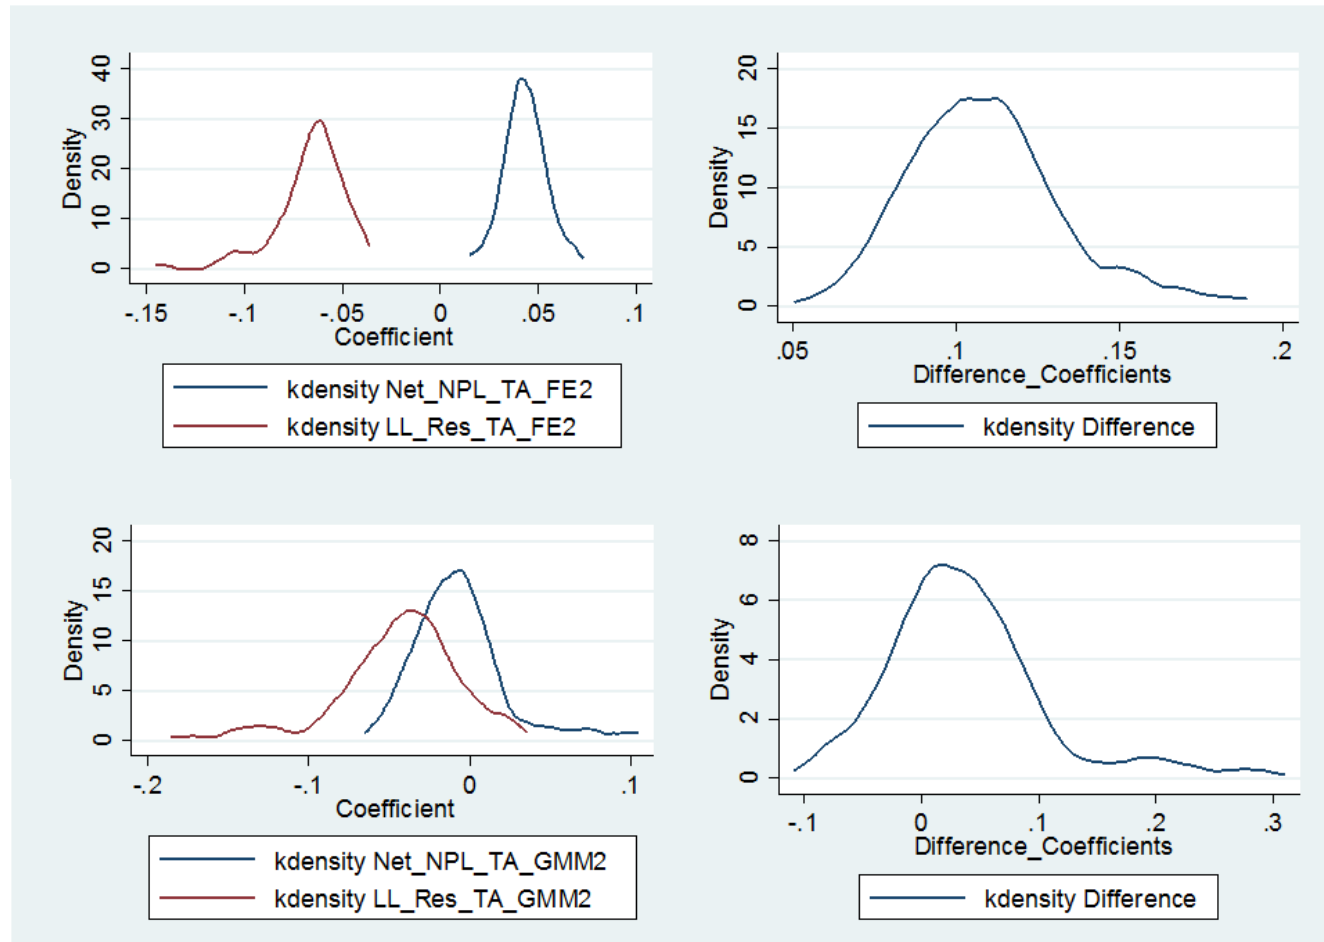 Density
40
30
20
10
0
-.15 -.1 -.05 0 .05 .1
Coefficient
kdensity Net_NPL_TA_FE2
kdensity LL_Res_TA_FE2
Density
20
15
10
5
0
.05 .1 .15 .2
Difference_Coefficients
kdensity Difference
Density
20
15
10
5
0
-.2 -.1 0 .1
Coefficient
kdensity Net_NPL_TA_GMM2
kdensity LL_Res_TA_GMM2
Density
8
6
4
2
0
-.1 0 .1 .2 .3
Difference_Coefficients
kdensity Difference